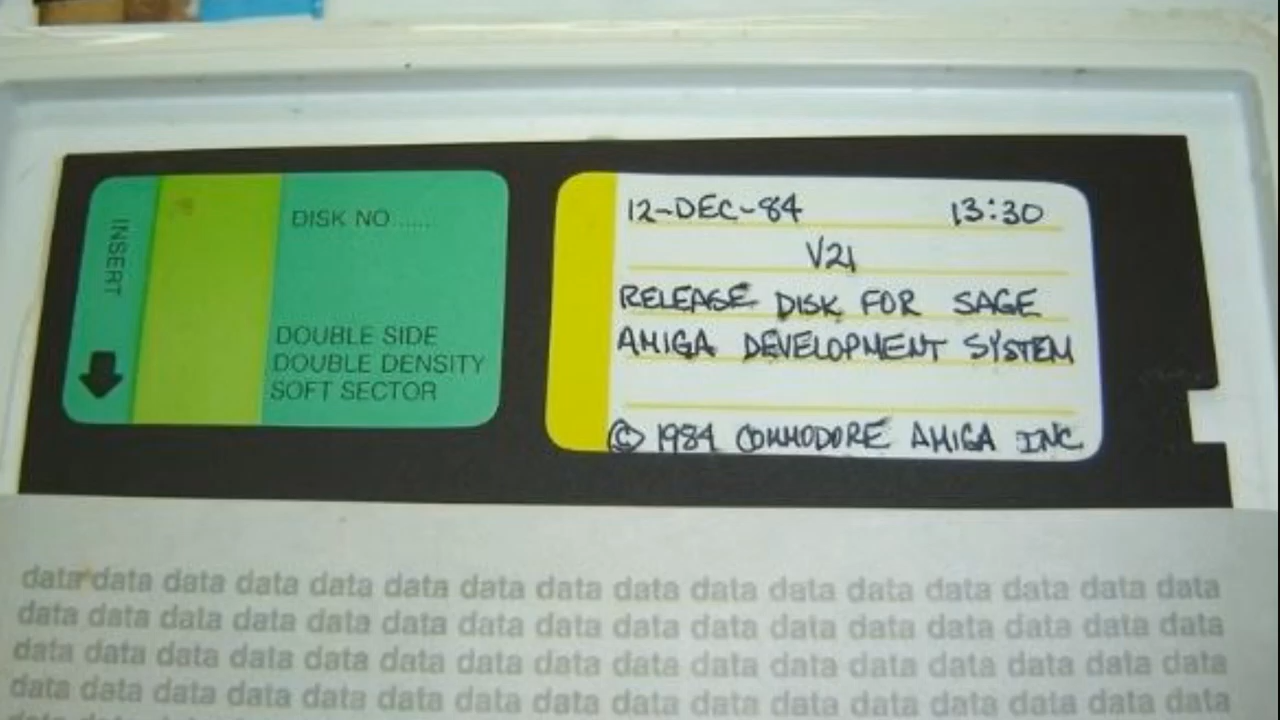 INSERT
DISK NO......
DOUBLE SIDE
DOUBLE DENSITY
SOFT SECTOR
12-DEC-84 13:30
V21
RELEASE DISK FOR SAGE
AMIGA DEVELOPMENT SYSTEM
© 1984 COMMODORE AMIGA INC
data data data data data data data data data data data data data data data data
data data data data data data data data data data data data data data data data
data data data data data data data data data data data data data data data data
data data data data data data data data data data data data data data data data